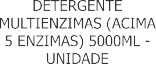 DETERGENTE
MULTIENZIMAS (ACIMA
5 ENZIMAS) 5000ML -
UNIDADE